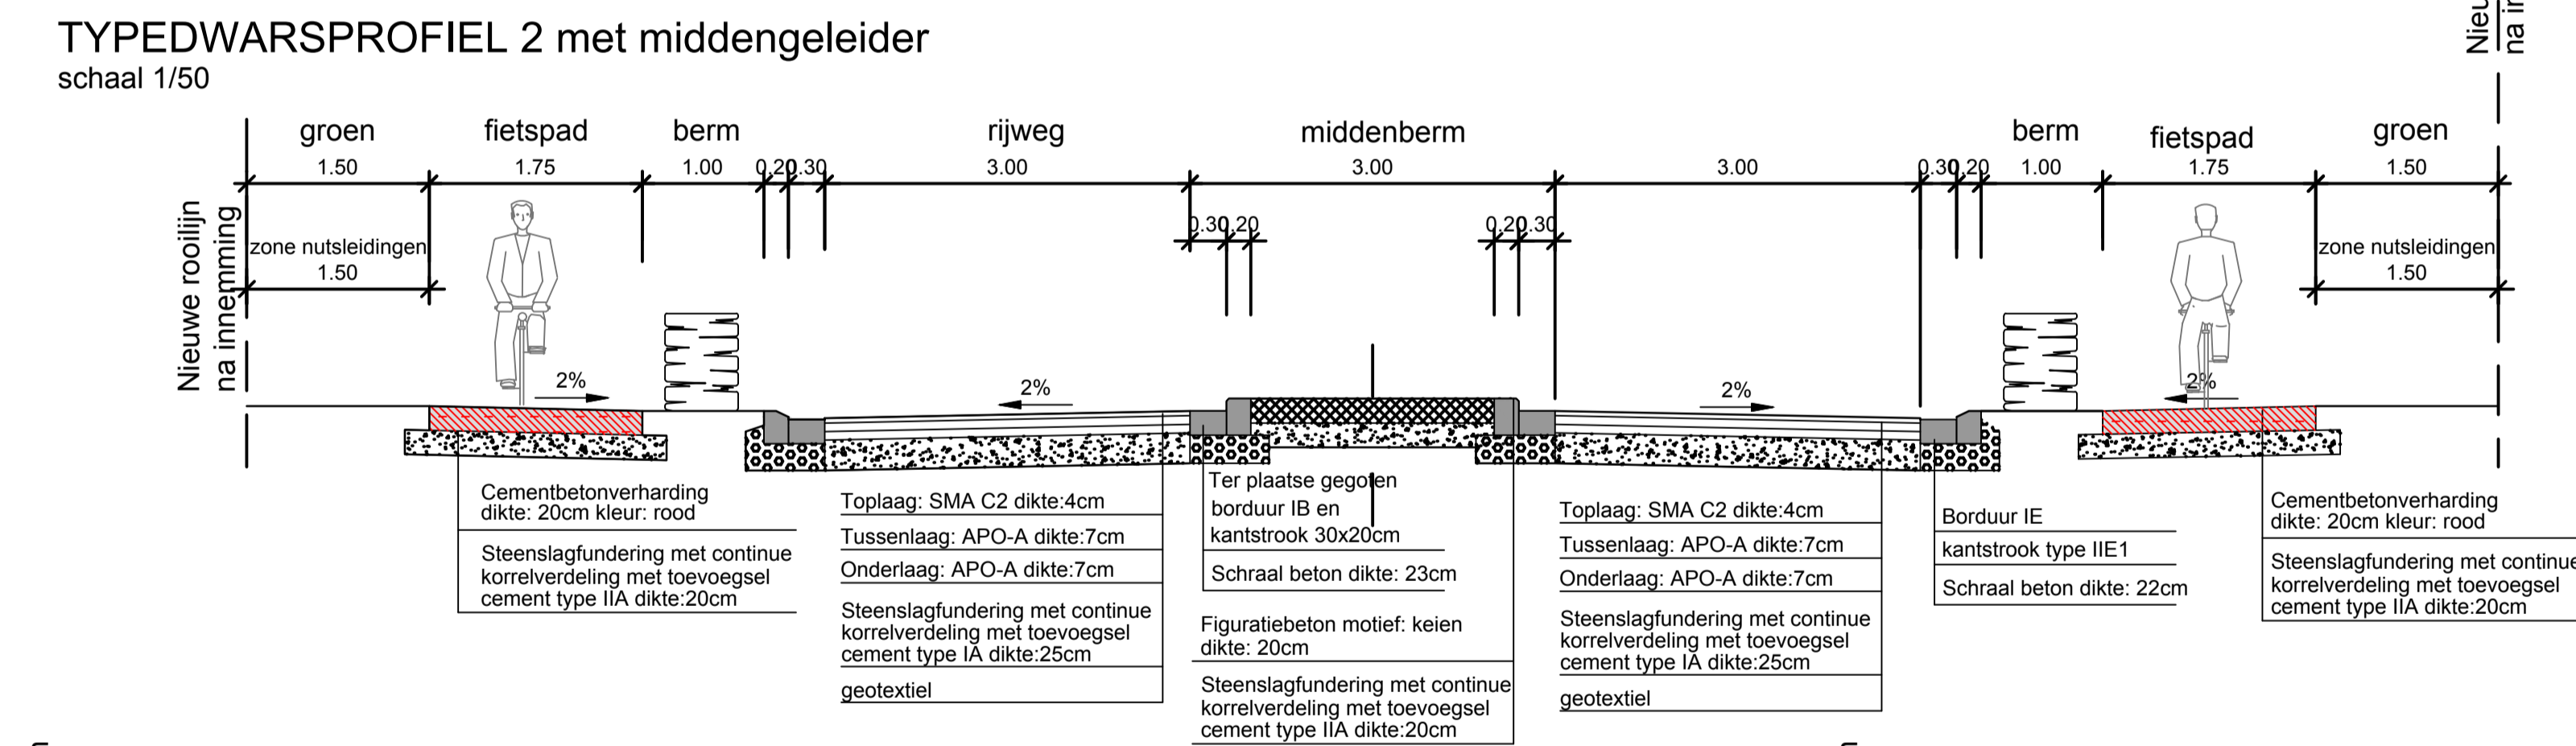 TYPEDWARSPROFIEL 2 met middengeleider
schaal 1/50
groen fietspad berm rijweg middenberm berm fietspad groen
1.50 1.75 1.00 0.20 0.30 3.00 3.00 3.00 0.30 0.20 1.00 1.75 1.50
0.30 0.20 0.20 0.30
Nieuwe rooilijn
na innemming
zone nutsleidingen
1.50
zone nutsleidingen
1.50
2%
2%
2%
2%
Cementbetonverharding
dikte: 20cm kleur: rood
Steenslagfundering met continue
korrelverdeling met toevoegsel
cement type IIA dikte:20cm
Toplaag: SMA C2 dikte:4cm
Tussenlaag: APO-A dikte:7cm
Onderlaag: APO-A dikte:7cm
Steenslagfundering met continue
korrelverdeling met toevoegsel
cement type IA dikte:25cm
geotextiel
Ter plaatse gegoten
borduur IB en
kantstrook 30x20cm
Schraal beton dikte: 23cm
Figuratiebeton motief: keien
dikte: 20cm
Steenslagfundering met continue
korrelverdeling met toevoegsel
cement type IIA dikte:20cm
Toplaag: SMA C2 dikte:4cm
Tussenlaag: APO-A dikte:7cm
Onderlaag: APO-A dikte:7cm
Steenslagfundering met continue
korrelverdeling met toevoegsel
cement type IA dikte:25cm
geotextiel
Borduur IE
kantstrook type IIE1
Schraal beton dikte: 22cm
Cementbetonverharding
dikte: 20cm kleur: rood
Steenslagfundering met continue
korrelverdeling met toevoegsel
cement type IIA dikte:20cm